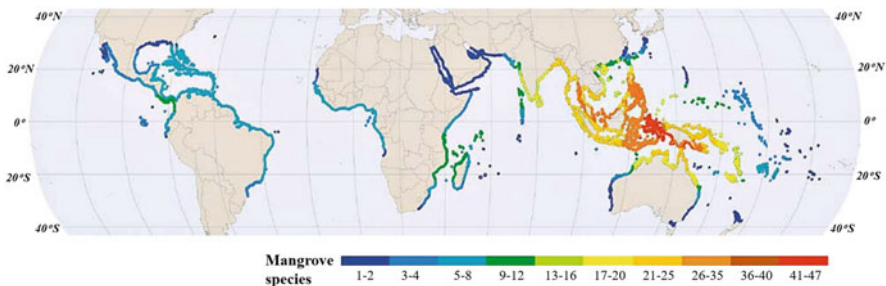 40°N 40°N
20°N 20°N
0° 0°
20°S 20°S
40°S 40°S
Mangrove
species
1-2 3-4 5-8 9-12 13-16 17-20 21-25 26-35 36-40 41-47